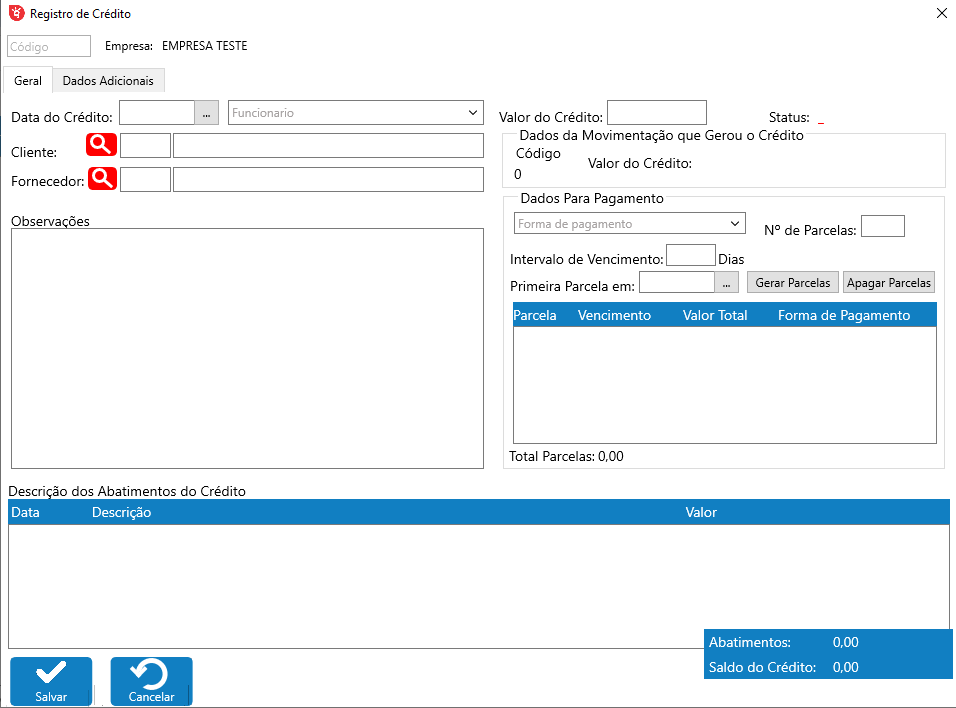 Registro de Crédito
Código Empresa: EMPRESA TESTE
Geral Dados Adicionais
Data do Crédito: ... Funcionario Valor do Crédito: Status: _
Cliente:
Fornecedor:
Dados da Movimentação que Gerou o Crédito
Código Valor do Crédito:
0
Dados Para Pagamento
Forma de pagamento Nº de Parcelas:
Intervalo de Vencimento: Dias
Primeira Parcela em: ... Gerar Parcelas Apagar Parcelas
Parcela Vencimento Valor Total Forma de Pagamento
Total Parcelas: 0,00
Observações
Descrição dos Abatimentos do Crédito
Data Descrição Valor
Abatimentos: 0,00
Saldo do Crédito: 0,00
Salvar Cancelar